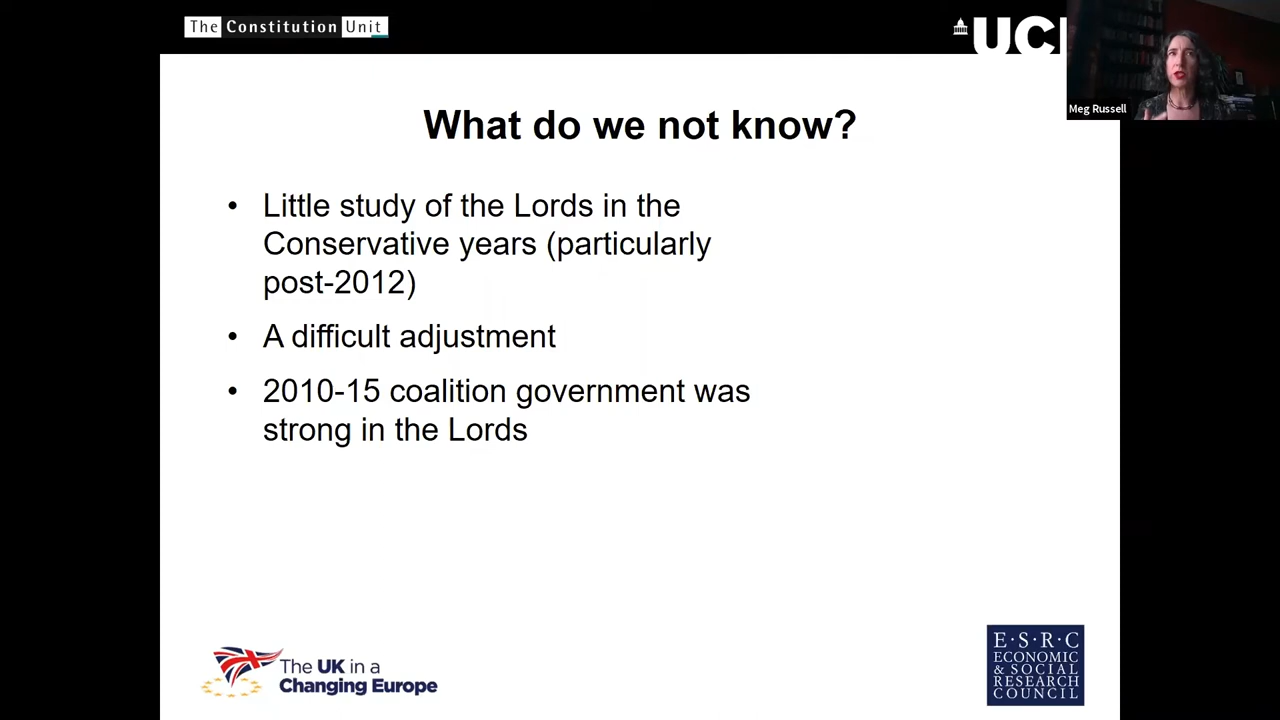 The Constitution Unit
UCL
Meg Russell
What do we not know?
• Little study of the Lords in the
Conservative years (particularly
post-2012)
• A difficult adjustment
• 2010-15 coalition government was
strong in the Lords
The UK in a
Changing Europe
E·S·R·C
ECONOMIC
& SOCIAL
RESEARCH
COUNCIL